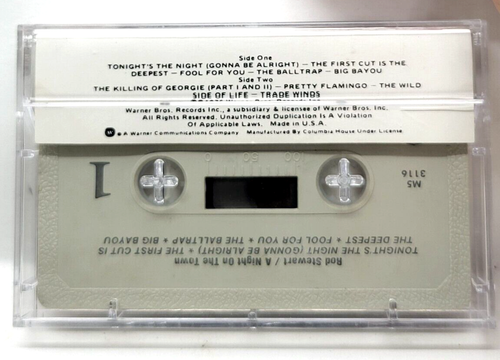 Side One
TONIGHT'S THE NIGHT (GONNA BE ALRIGHT) — THE FIRST CUT IS THE
DEEPEST — FOOL FOR YOU — THE BALLTRAP — BIG BAYOU
Side Two
THE KILLING OF GEORGIE (PART I AND II) — PRETTY FLAMINGO — THE WILD
SIDE OF LIFE — TRADE WINDS
Warner Bros. Records Inc., a subsidiary & licensee of Warner Bros. Inc.
All Rights Reserved. Unauthorized Duplication Is A Violation
Of Applicable Laws. Made in U.S.A.
A Warner Communications Company Manufactured By Columbia House Under License
1
M5
3116
Rod Stewart / A Night On The Town
TONIGHT'S THE NIGHT (GONNA BE ALRIGHT) • THE FIRST CUT IS
THE DEEPEST • FOOL FOR YOU • THE BALLTRAP • BIG BAYOU